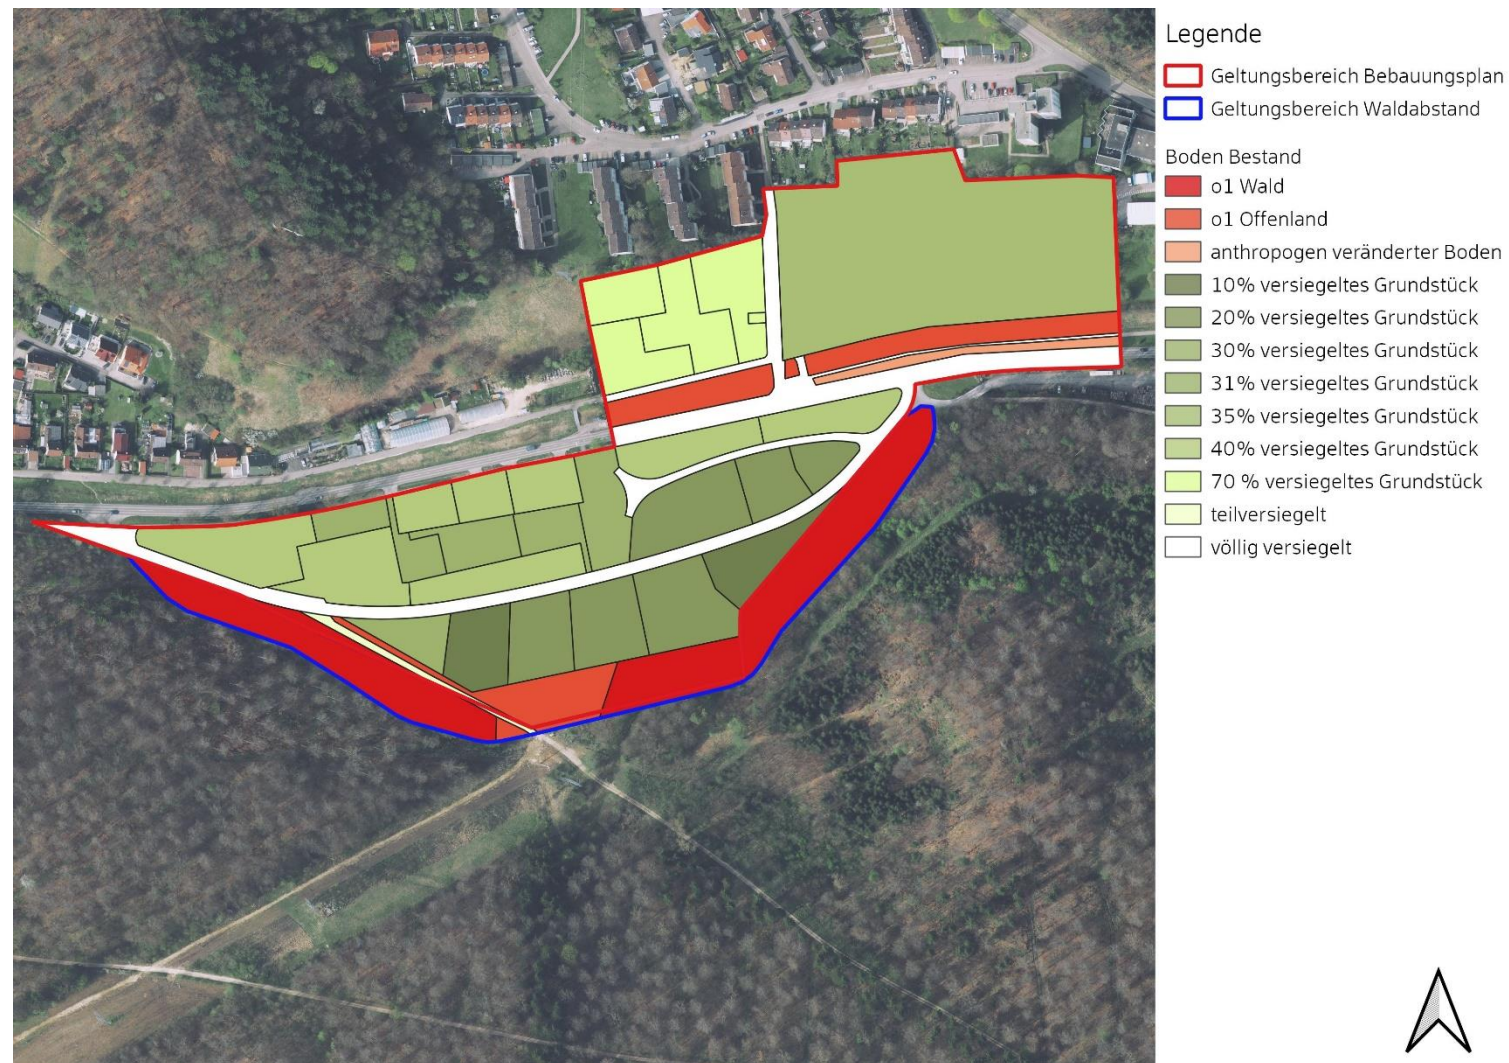 Legende
Geltungsbereich Bebauungsplan
Geltungsbereich Waldabstand
Boden Bestand
o1 Wald
o1 Offenland
anthropogen veränderter Boden
10% versiegeltes Grundstück
20% versiegeltes Grundstück
30% versiegeltes Grundstück
31% versiegeltes Grundstück
35% versiegeltes Grundstück
40% versiegeltes Grundstück
70 % versiegeltes Grundstück
teilversiegelt
völlig versiegelt